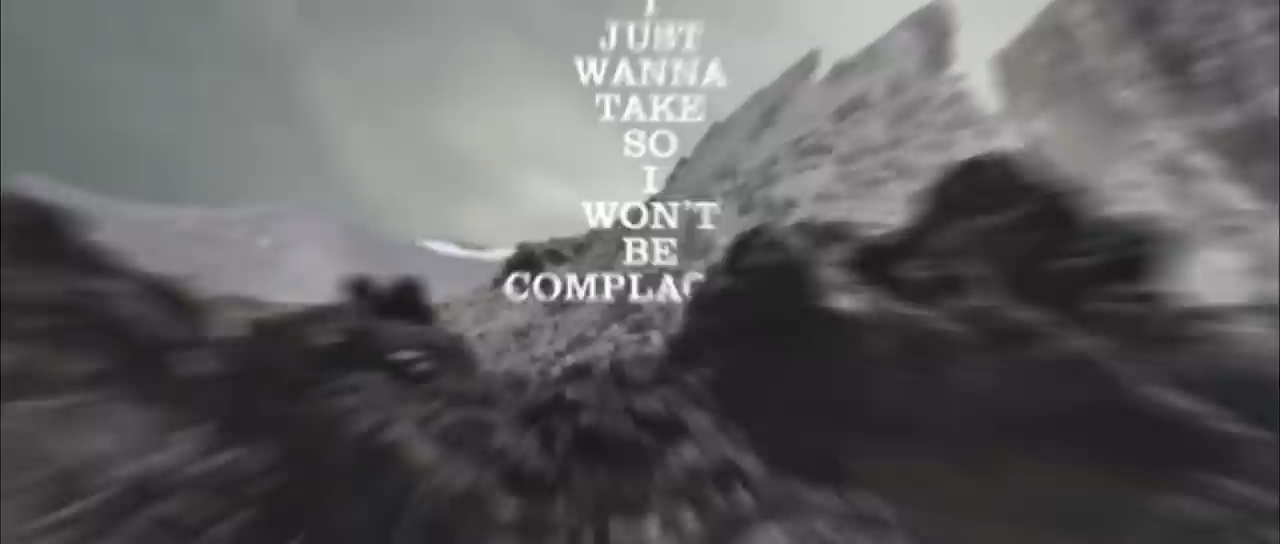 I
JUST
WANNA
TAKE
SO
I
WON'T
BE
COMPLAC